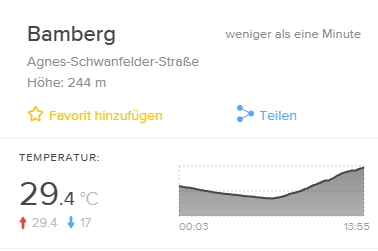 Bamberg
weniger als eine Minute
Agnes-Schwanfelder-Straße
Höhe: 244 m
Favorit hinzufügen
Teilen
TEMPERATUR:
29.4 °C
29.4 17
00:03 13:55